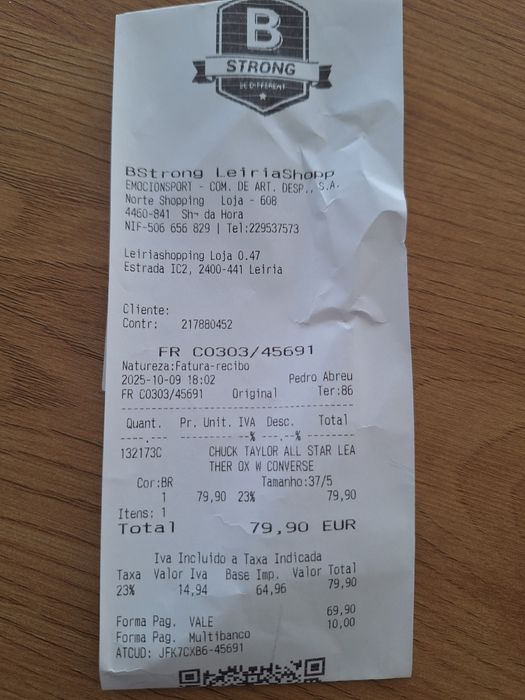 B
STRONG
BE DIFFERENT
BStrong LeiriaShopp
EMOCIONSPORT - COM. DE ART. DESP., S.A.
Norte Shopping Loja - 608
4460-841 da Hora
NIF-506 656 829 | Tel:229537573
Leiriashopping Loja 0.47
Estrada IC2, 2400-441 Leiria
Cliente:
Contr: 217880452
FR CO303/45691
Natureza:Fatura-recibo
2025-10-09 18:02 Pedro Abreu
FR CO303/45691 Original Ter:86
Quant. Pr. Unit. IVA Desc. Total
-----.---- ----------% ---.--% ----------
132173C CHUCK TAYLOR ALL STAR LEA
THER OX W CONVERSE
Cor:BR Tamanho:37/5
1 79,90 23% 79,90
Itens: 1
Total 79,90 EUR
Iva Incluido a Taxa Indicada
Taxa Valor Iva Base Imp. Valor Total
23% 14,94 64,96 79,90
Forma Pag. VALE 69,90
Forma Pag. Multibanco 10,00
ATCUD: JFK7CXB6-45691